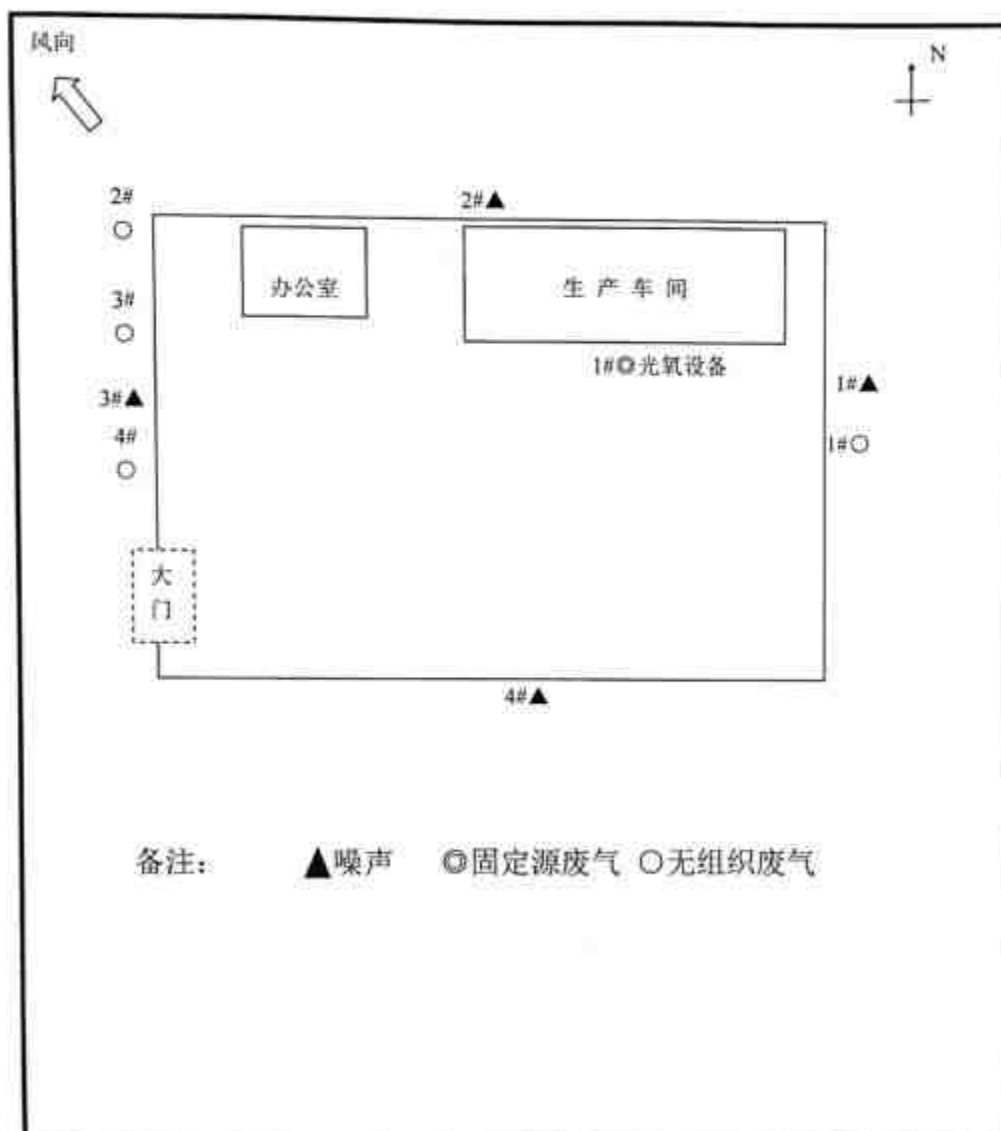 风向
N
2#
2#▲
办公室
生 产 车 间
3#
1#◎光氧设备
3#▲
1#▲
4#
1#○
大
门
4#▲
备注： ▲噪声 ◎固定源废气 ○无组织废气